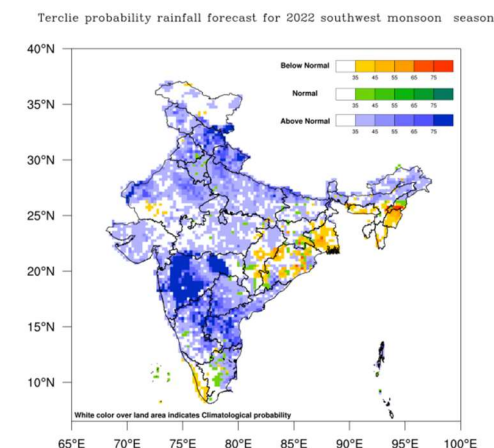 Terclie probability rainfall forecast for 2022 southwest monsoon season
40°N
35°N
30°N
25°N
20°N
15°N
10°N
Below Normal
35 45 55 65 75
Normal
35 45 55 65 75
Above Normal
35 45 55 65 75
White color over land area indicates Climatological probability
65°E 70°E 75°E 80°E 85°E 90°E 95°E 100°E